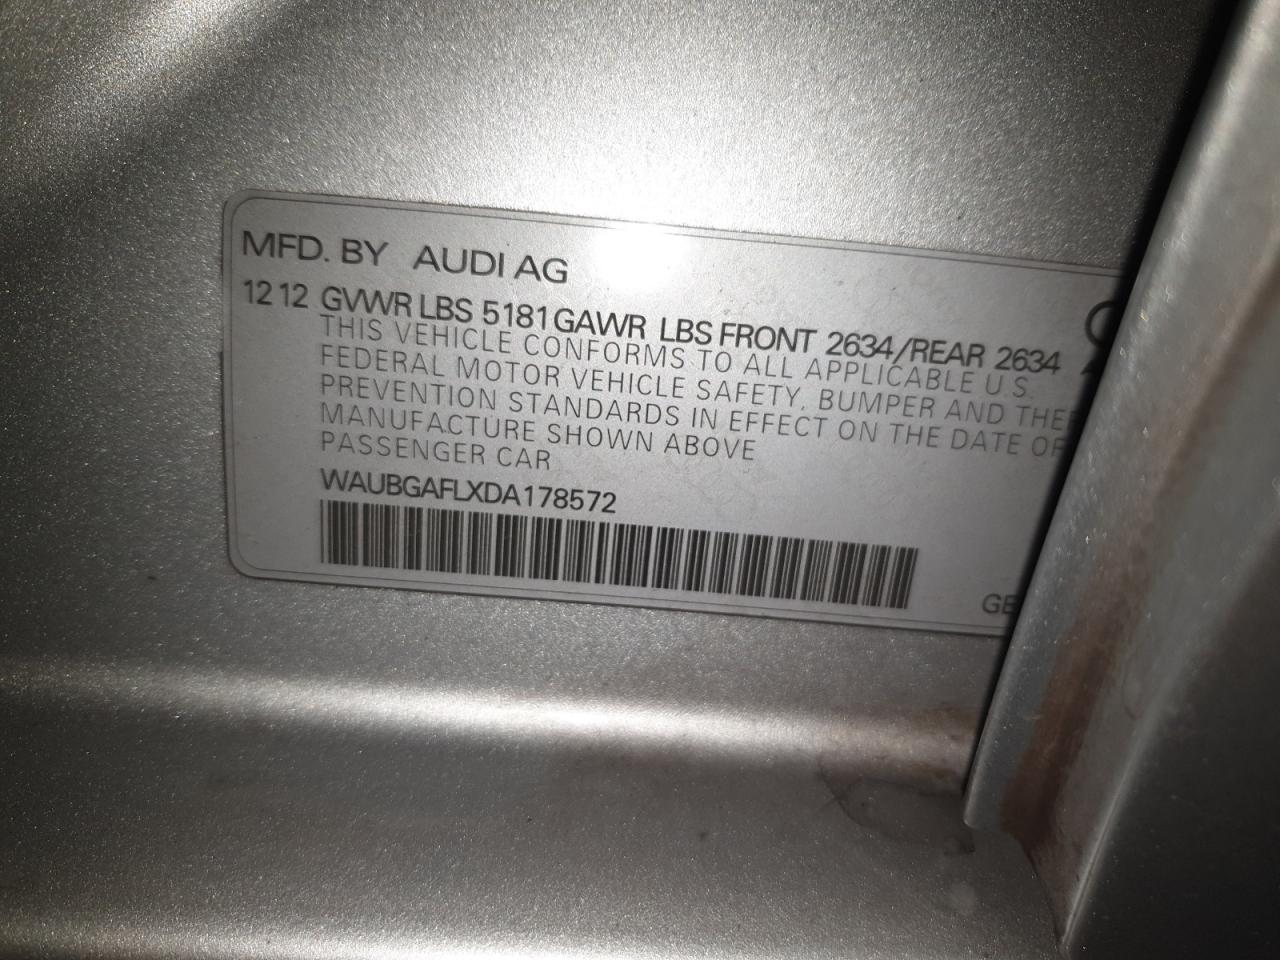 MFD. BY AUDI AG
12 12 GVWR LBS 5181 GAWR LBS FRONT 2634/REAR 2634
THIS VEHICLE CONFORMS TO ALL APPLICABLE U.S.
FEDERAL MOTOR VEHICLE SAFETY, BUMPER AND THEF
PREVENTION STANDARDS IN EFFECT ON THE DATE OF
MANUFACTURE SHOWN ABOVE
PASSENGER CAR
WAUBGAFLXDA178572
GE